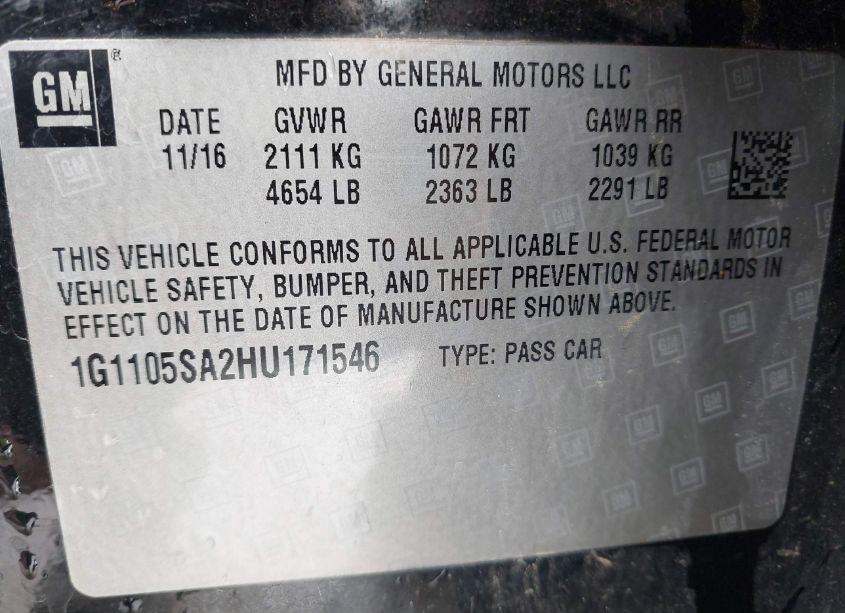 GM ®
MFD BY GENERAL MOTORS LLC
DATE GVWR GAWR FRT GAWR RR
11/16 2111 KG 1072 KG 1039 KG
4654 LB 2363 LB 2291 LB
THIS VEHICLE CONFORMS TO ALL APPLICABLE U.S. FEDERAL MOTOR
VEHICLE SAFETY, BUMPER, AND THEFT PREVENTION STANDARDS IN
EFFECT ON THE DATE OF MANUFACTURE SHOWN ABOVE.
1G1105SA2HU171546 TYPE: PASS CAR